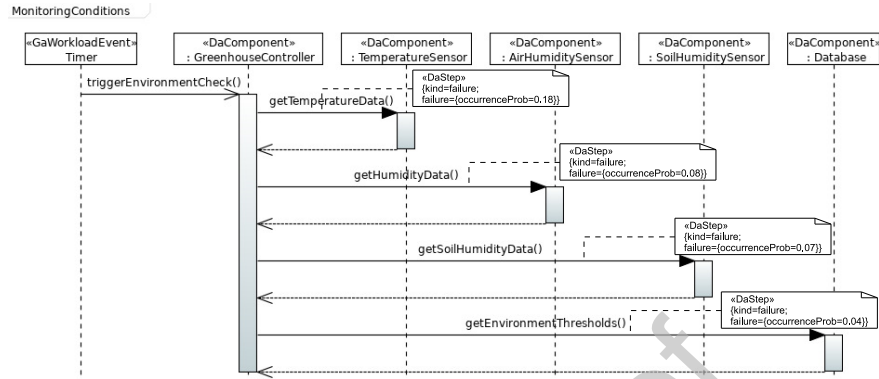 MonitoringConditions
«GaWorkloadEvent»
Timer
«DaComponent»
: GreenhouseController
«DaComponent»
: TemperatureSensor
«DaComponent»
: AirHumiditySensor
«DaComponent»
: SoilHumiditySensor
«DaComponent»
: Database
triggerEnvironmentCheck()
«DaStep»
{kind=failure;
failure={occurrenceProb=0.18}}
getTemperatureData()
«DaStep»
{kind=failure;
failure={occurrenceProb=0.08}}
getHumidityData()
«DaStep»
{kind=failure;
failure={occurrenceProb=0,07}}
getSoilHumidityData()
«DaStep»
{kind=failure;
failure={occurrenceProb=0.04}}
getEnvironmentThresholds()